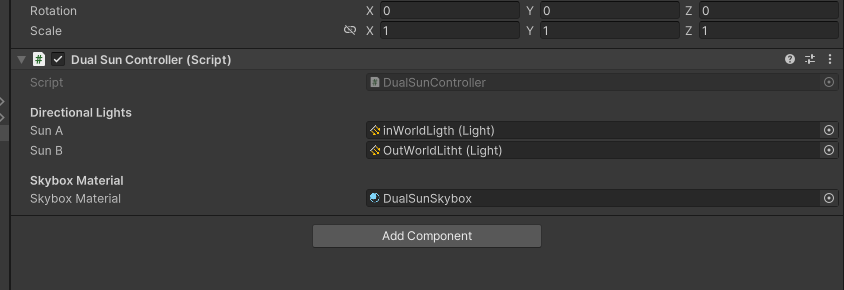 Rotation X 0 Y 0 Z 0
Scale X 1 Y 1 Z 1
# Dual Sun Controller (Script)
Script # DualSunController
Directional Lights
Sun A inWorldLigth (Light)
Sun B OutWorldLitht (Light)
Skybox Material
Skybox Material DualSunSkybox
Add Component